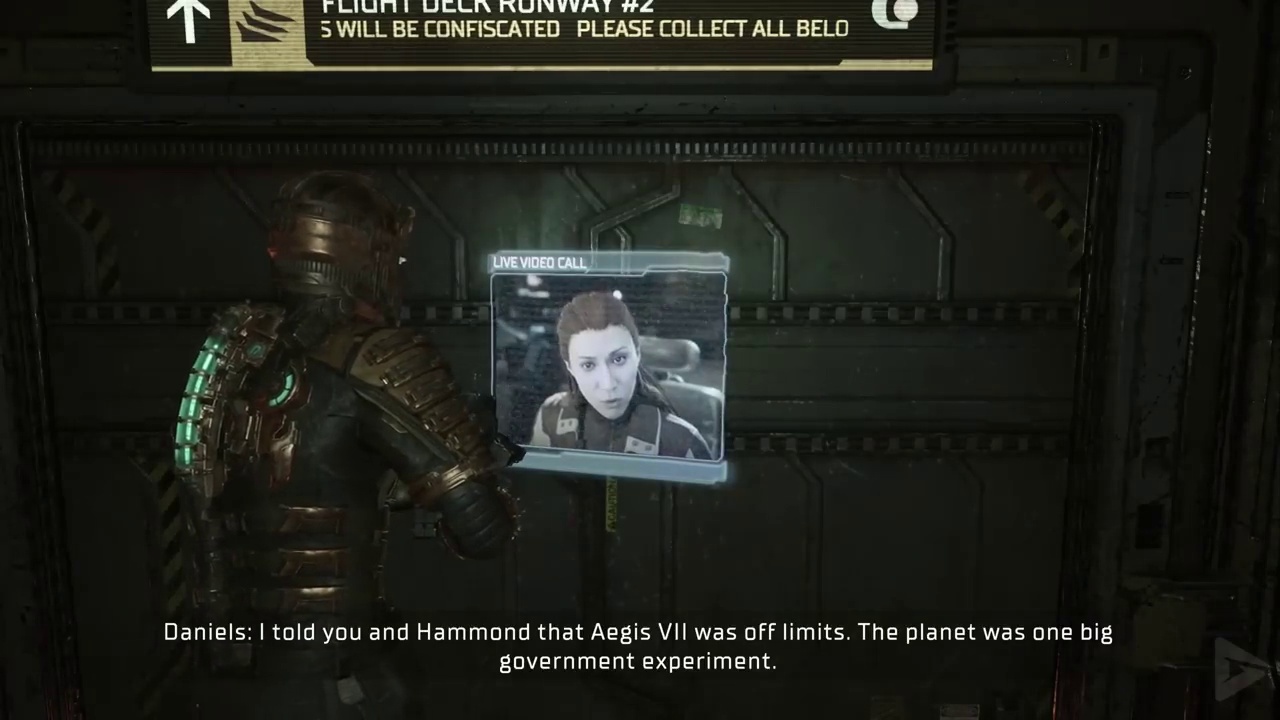 FLIGHT DECK RUNWAY #2
S WILL BE CONFISCATED PLEASE COLLECT ALL BELO
LIVE VIDEO CALL
CAUTION
Daniels: I told you and Hammond that Aegis VII was off limits. The planet was one big
government experiment.